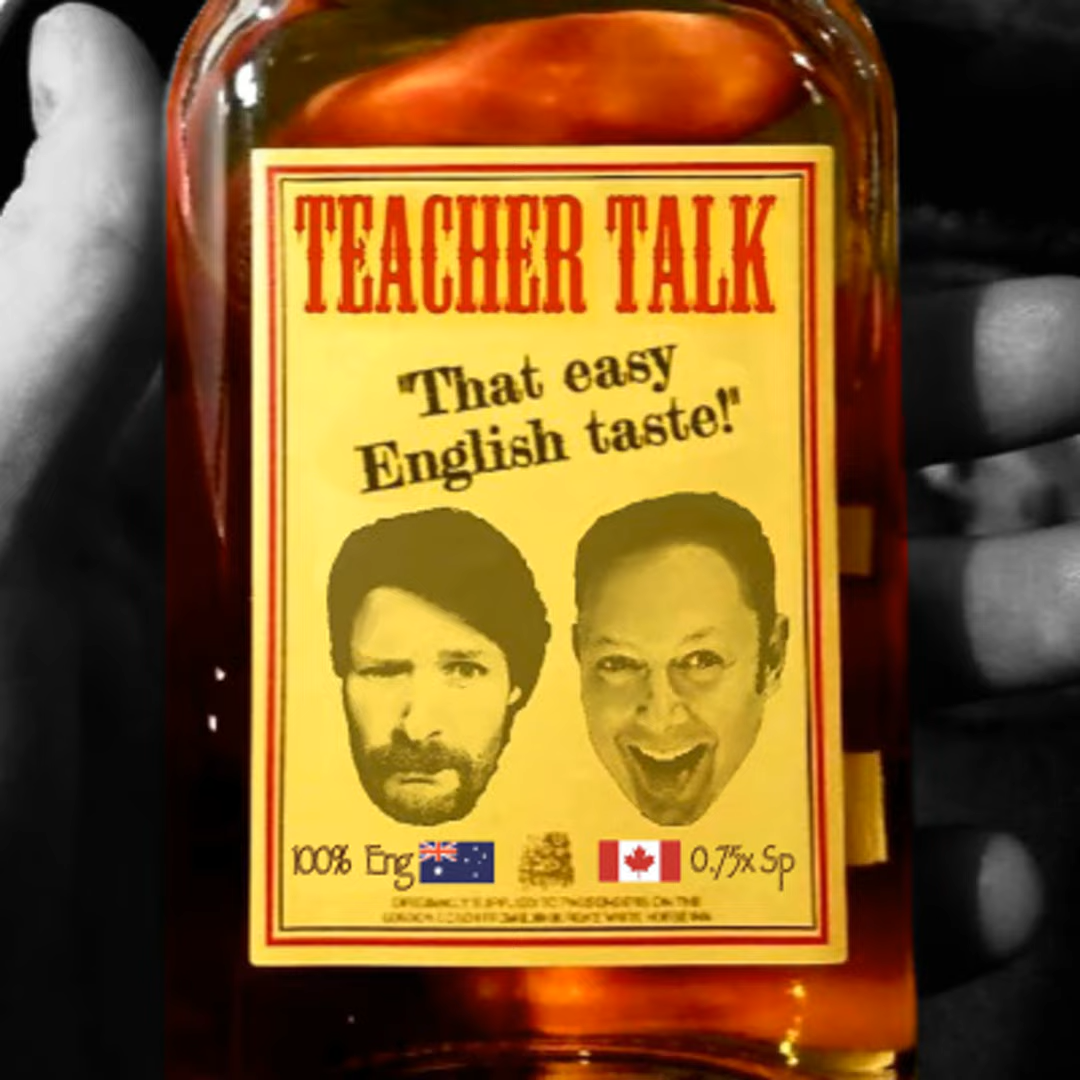 TEACHER TALK
"That easy
English taste!"
100% Eng
0.75x Sp